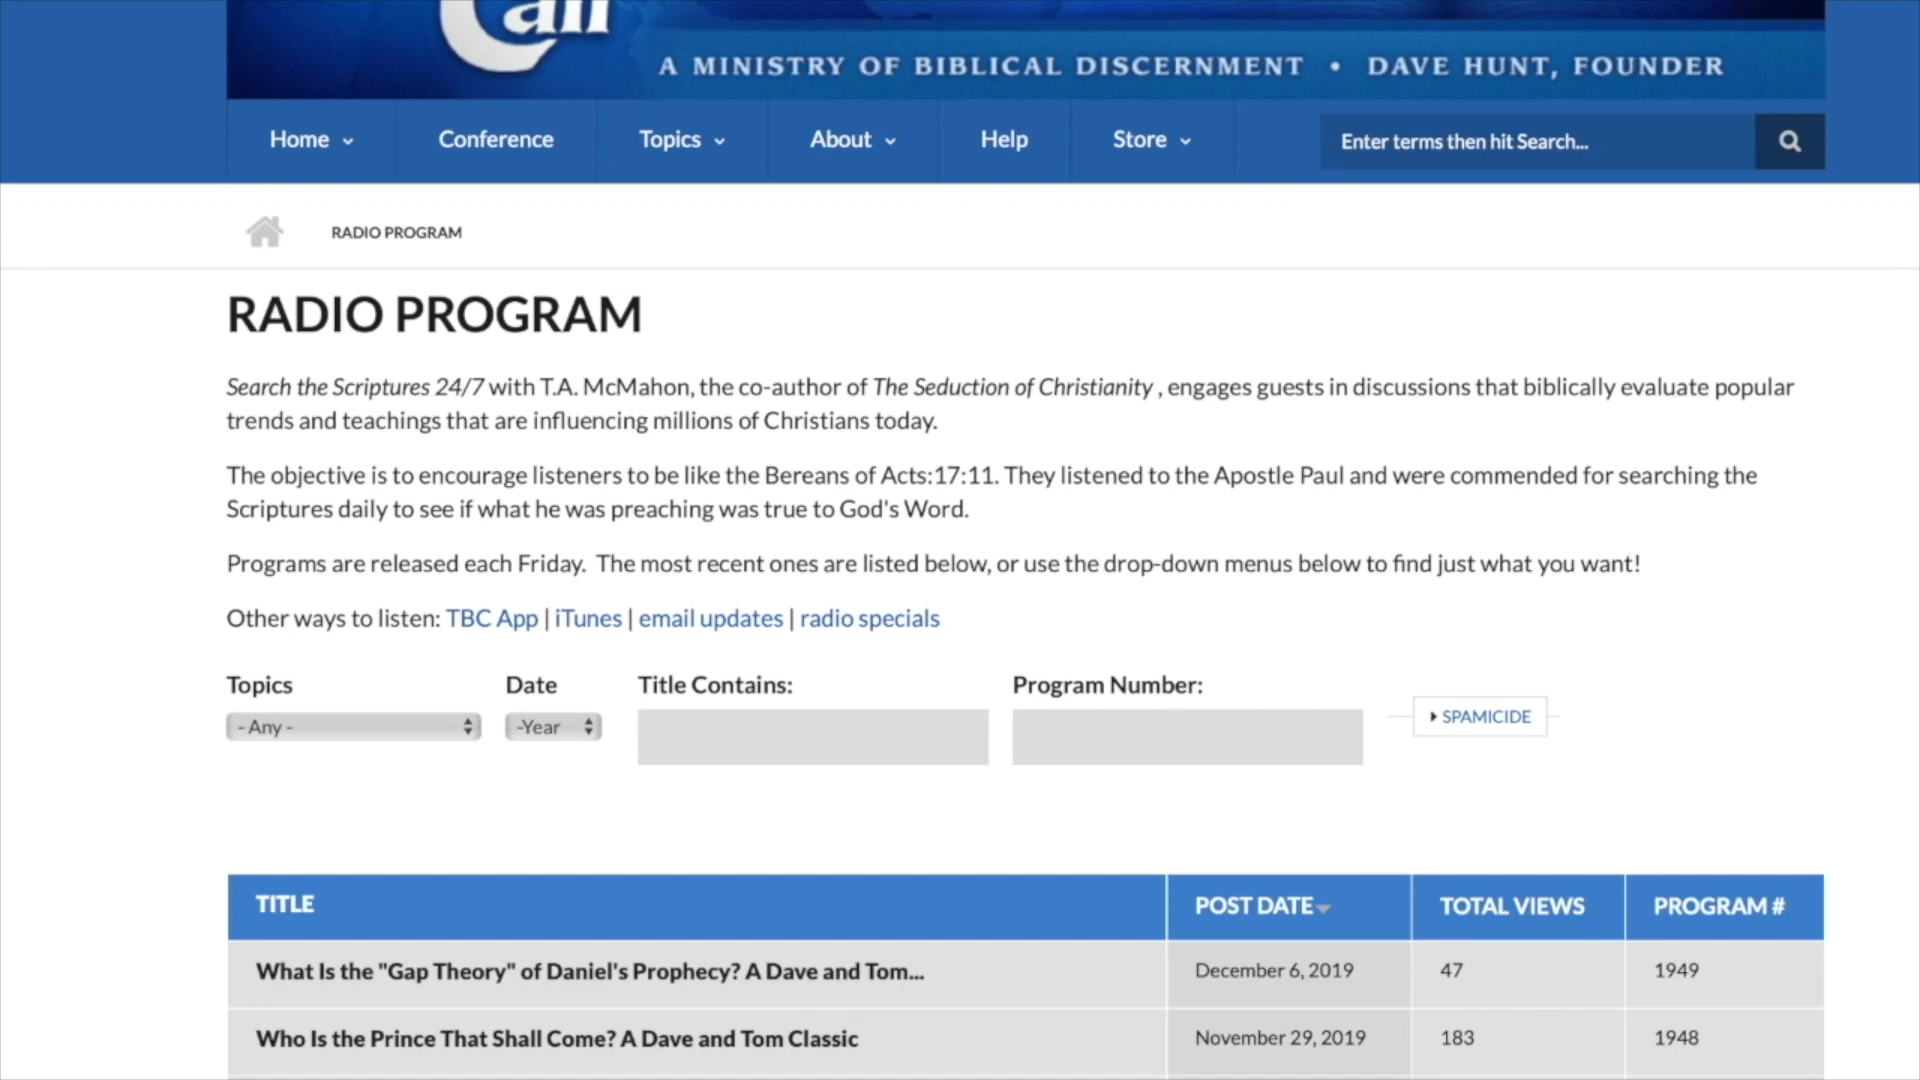 Call
A MINISTRY OF BIBLICAL DISCERNMENT • DAVE HUNT, FOUNDER
Home Conference Topics About Help Store Enter terms then hit Search...
RADIO PROGRAM
RADIO PROGRAM
Search the Scriptures 24/7 with T.A. McMahon, the co-author of The Seduction of Christianity , engages guests in discussions that biblically evaluate popular
trends and teachings that are influencing millions of Christians today.
The objective is to encourage listeners to be like the Bereans of Acts:17:11. They listened to the Apostle Paul and were commended for searching the
Scriptures daily to see if what he was preaching was true to God's Word.
Programs are released each Friday.  The most recent ones are listed below, or use the drop-down menus below to find just what you want!
Other ways to listen: TBC App | iTunes | email updates | radio specials
Topics Date Title Contains: Program Number:
- Any - -Year SPAMICIDE
TITLE POST DATE TOTAL VIEWS PROGRAM #
What Is the "Gap Theory" of Daniel's Prophecy? A Dave and Tom... December 6, 2019 47 1949
Who Is the Prince That Shall Come? A Dave and Tom Classic November 29, 2019 183 1948